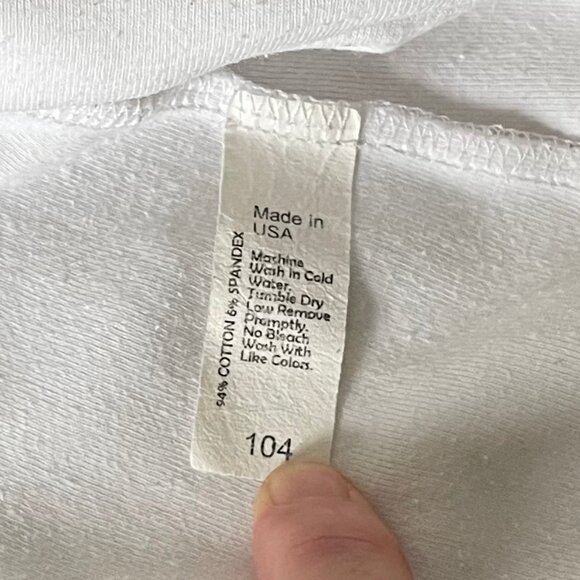 Made in
USA
94% COTTON 6% SPANDEX
Machine
Wash in Cold
Water.
Tumble Dry
Low Remove
Promptly.
No Bleach
Wash With
Like Colors.
104